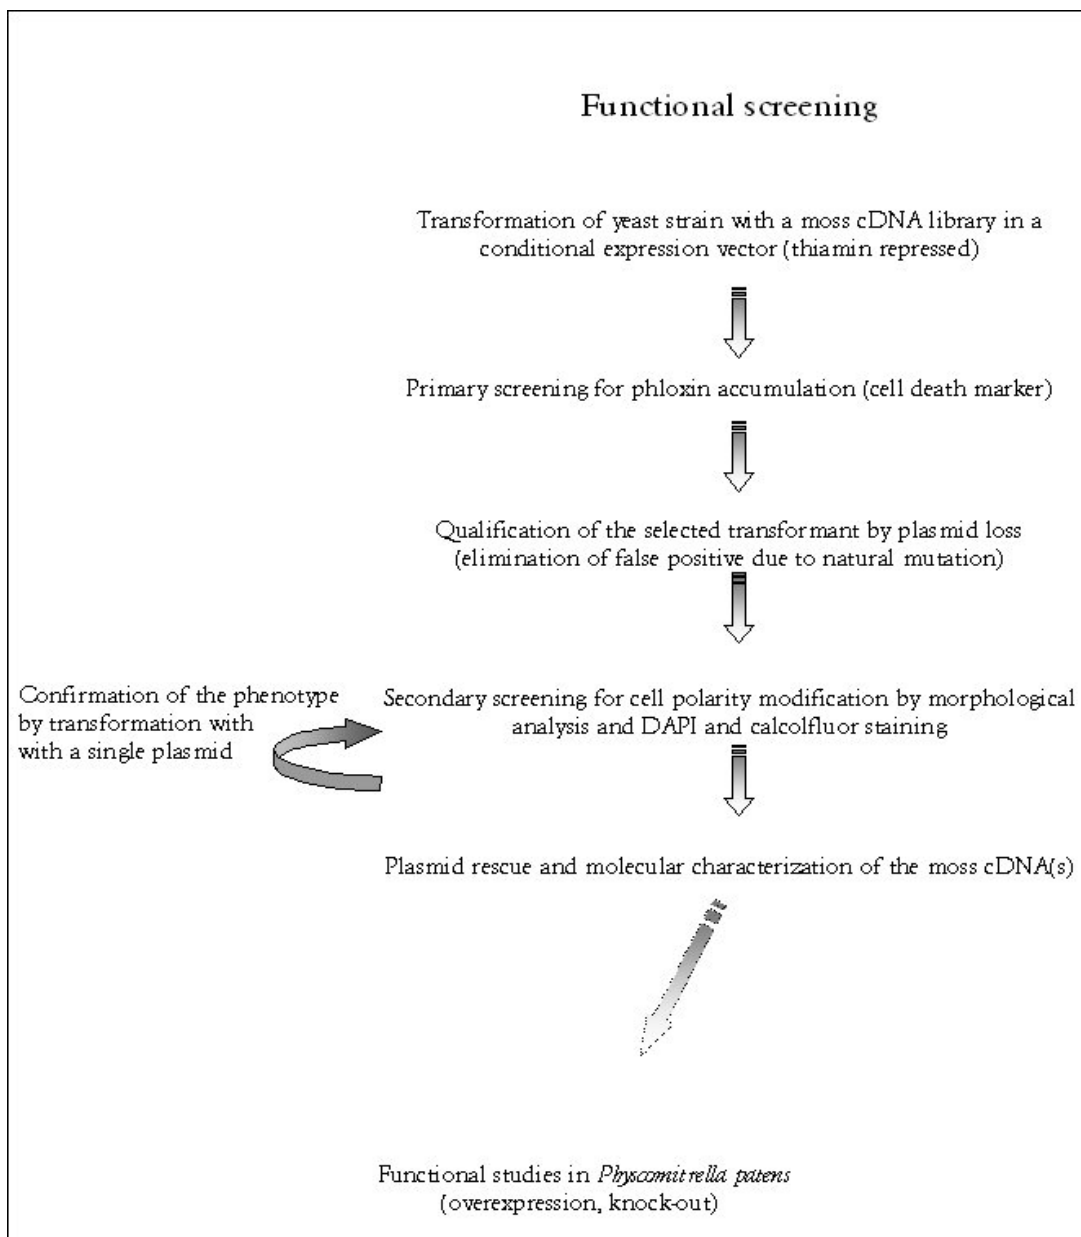 Functional screening
Transformation of yeast strain with a moss cDNA library in a
conditional expression vector (thiamin repressed)
Primary screening for phloxin accumulation (cell death marker)
Qualification of the selected transformant by plasmid loss
(elimination of false positive due to natural mutation)
Confirmation of the phenotype
by transformation with
with a single plasmid
Secondary screening for cell polarity modification by morphological
analysis and DAPI and calcolfluor staining
Plasmid rescue and molecular characterization of the moss cDNA(s)
Functional studies in Physcomitrella patens
(overexpression, knock-out)